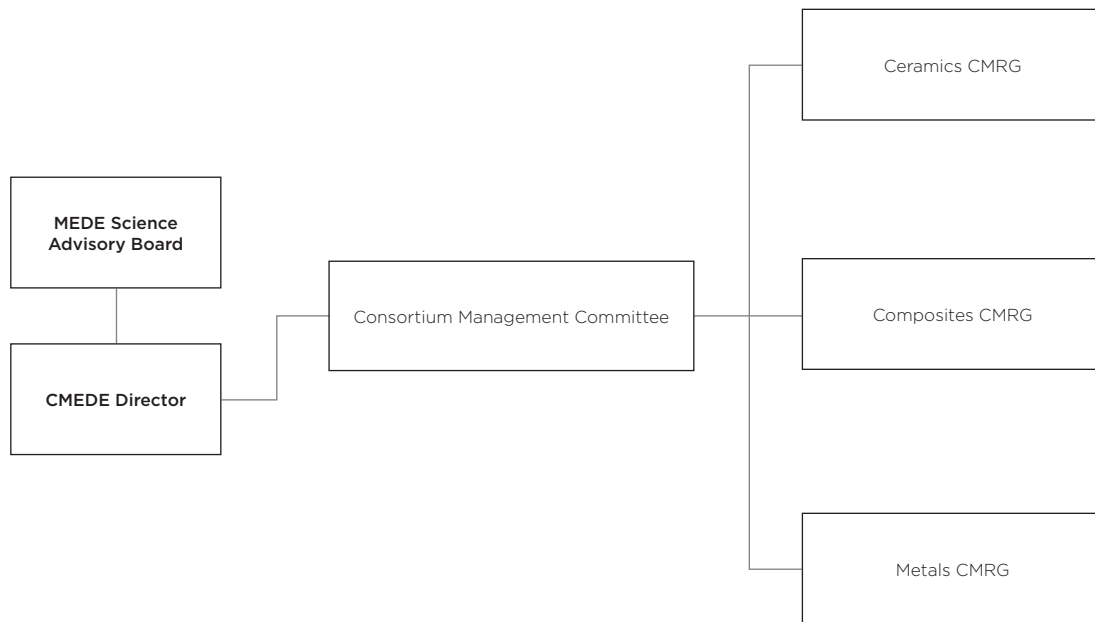 MEDE Science
Advisory Board
CMEDE Director
Consortium Management Committee
Ceramics CMRG
Composites CMRG
Metals CMRG